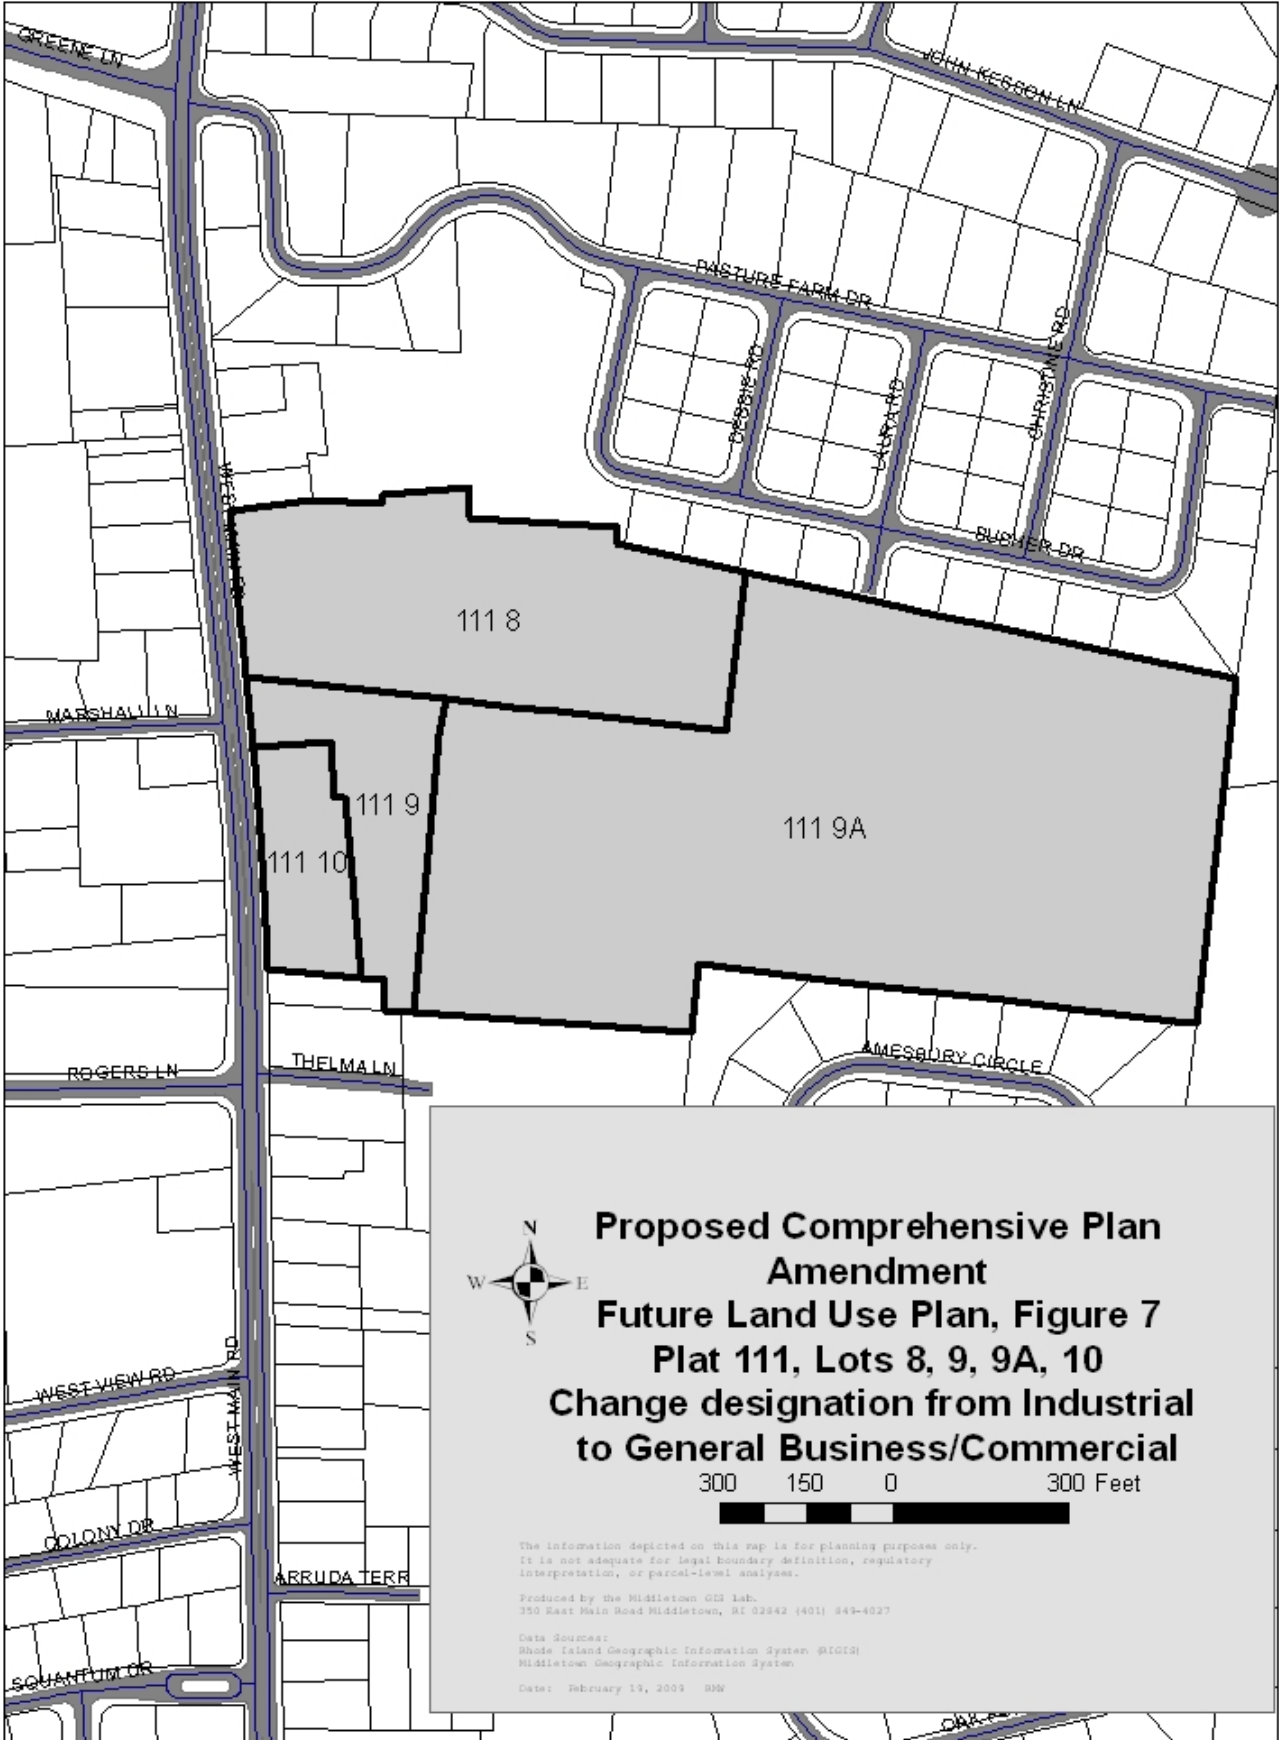 GREENE LN
JOHN KESSON LN
PASTURE FARM DR
DEBBIE RD
LAURA RD
CHRISTINE RD
BUSHER DR
111 8
MARSHALL LN
111 9
111 9A
111 10
ROGERS LN
THELMA LN
AMESBURY CIRCLE
WEST VIEW RD
WEST MAIN RD
COLONY DR
ARRUDA TERR
SQUANTUM DR
N
W E
S
Proposed Comprehensive Plan
Amendment
Future Land Use Plan, Figure 7
Plat 111, Lots 8, 9, 9A, 10
Change designation from Industrial
to General Business/Commercial
300 150 0 300 Feet
The information depicted on this map is for planning purposes only.
It is not adequate for legal boundary definition, regulatory
interpretation, or parcel-level analyses.
Produced by the Middletown GIS Lab.
350 East Main Road Middletown, RI 02842 (401) 849-4027
Data Sources:
Rhode Island Geographic Information System (RIGIS)
Middletown Geographic Information System
Date: February 19, 2009
OAK